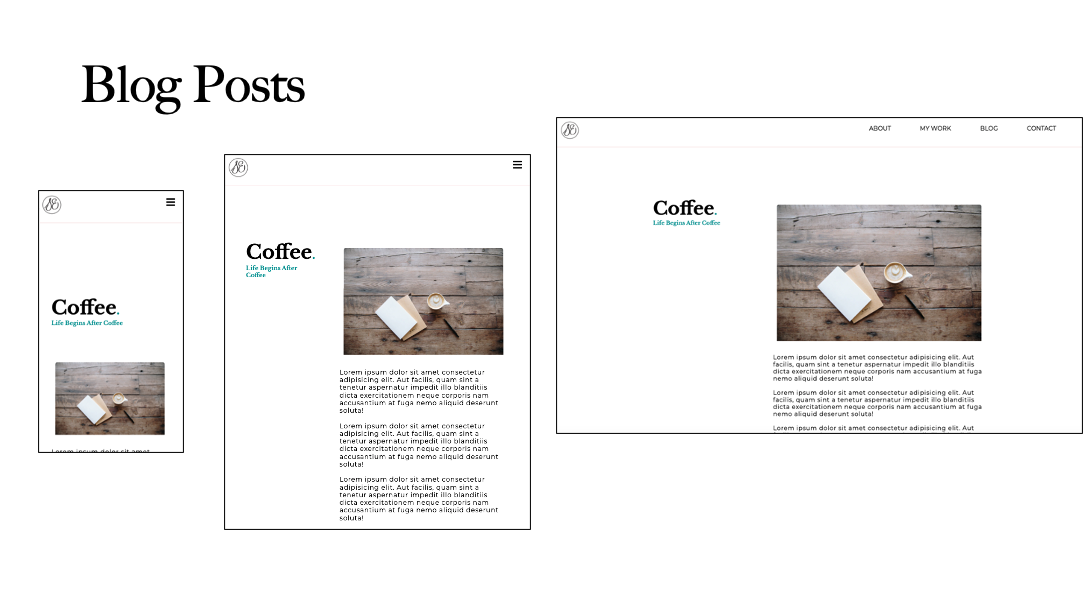 Blog Posts
Coffee.
Life Begins After Coffee
Lorem ipsum dolor sit amet
Coffee.
Life Begins After
Coffee
Lorem ipsum dolor sit amet consectetur
adipisicing elit. Aut facilis, quam sint a
tenetur aspernatur impedit illo blanditiis
dicta exercitationem neque corporis nam
accusantium at fuga nemo aliquid deserunt
soluta!
Lorem ipsum dolor sit amet consectetur
adipisicing elit. Aut facilis, quam sint a
tenetur aspernatur impedit illo blanditiis
dicta exercitationem neque corporis nam
accusantium at fuga nemo aliquid deserunt
soluta!
Lorem ipsum dolor sit amet consectetur
adipisicing elit. Aut facilis, quam sint a
tenetur aspernatur impedit illo blanditiis
dicta exercitationem neque corporis nam
accusantium at fuga nemo aliquid deserunt
soluta!
ABOUT MY WORK BLOG CONTACT
Coffee.
Life Begins After Coffee
Lorem ipsum dolor sit amet consectetur adipisicing elit. Aut
facilis, quam sint a tenetur aspernatur impedit illo blanditiis
dicta exercitationem neque corporis nam accusantium at fuga
nemo aliquid deserunt soluta!
Lorem ipsum dolor sit amet consectetur adipisicing elit. Aut
facilis, quam sint a tenetur aspernatur impedit illo blanditiis
dicta exercitationem neque corporis nam accusantium at fuga
nemo aliquid deserunt soluta!
Lorem ipsum dolor sit amet consectetur adipisicing elit. Aut